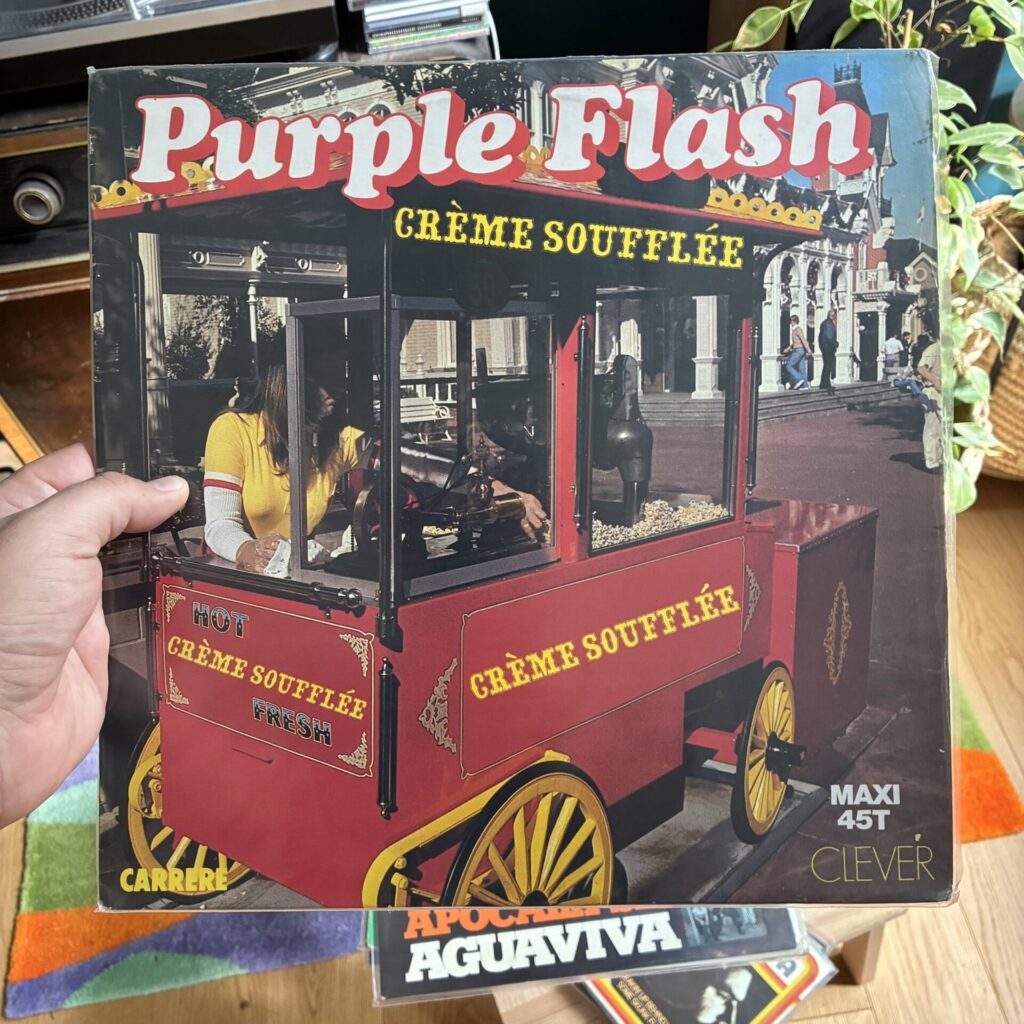 Purple Flash
CRÈME SOUFFLÉE
HOT
CRÈME SOUFFLÉE
FRESH
CRÈME SOUFFLÉE
MAXI
45T
CLEVER
CARRERE
AGUAVIVA